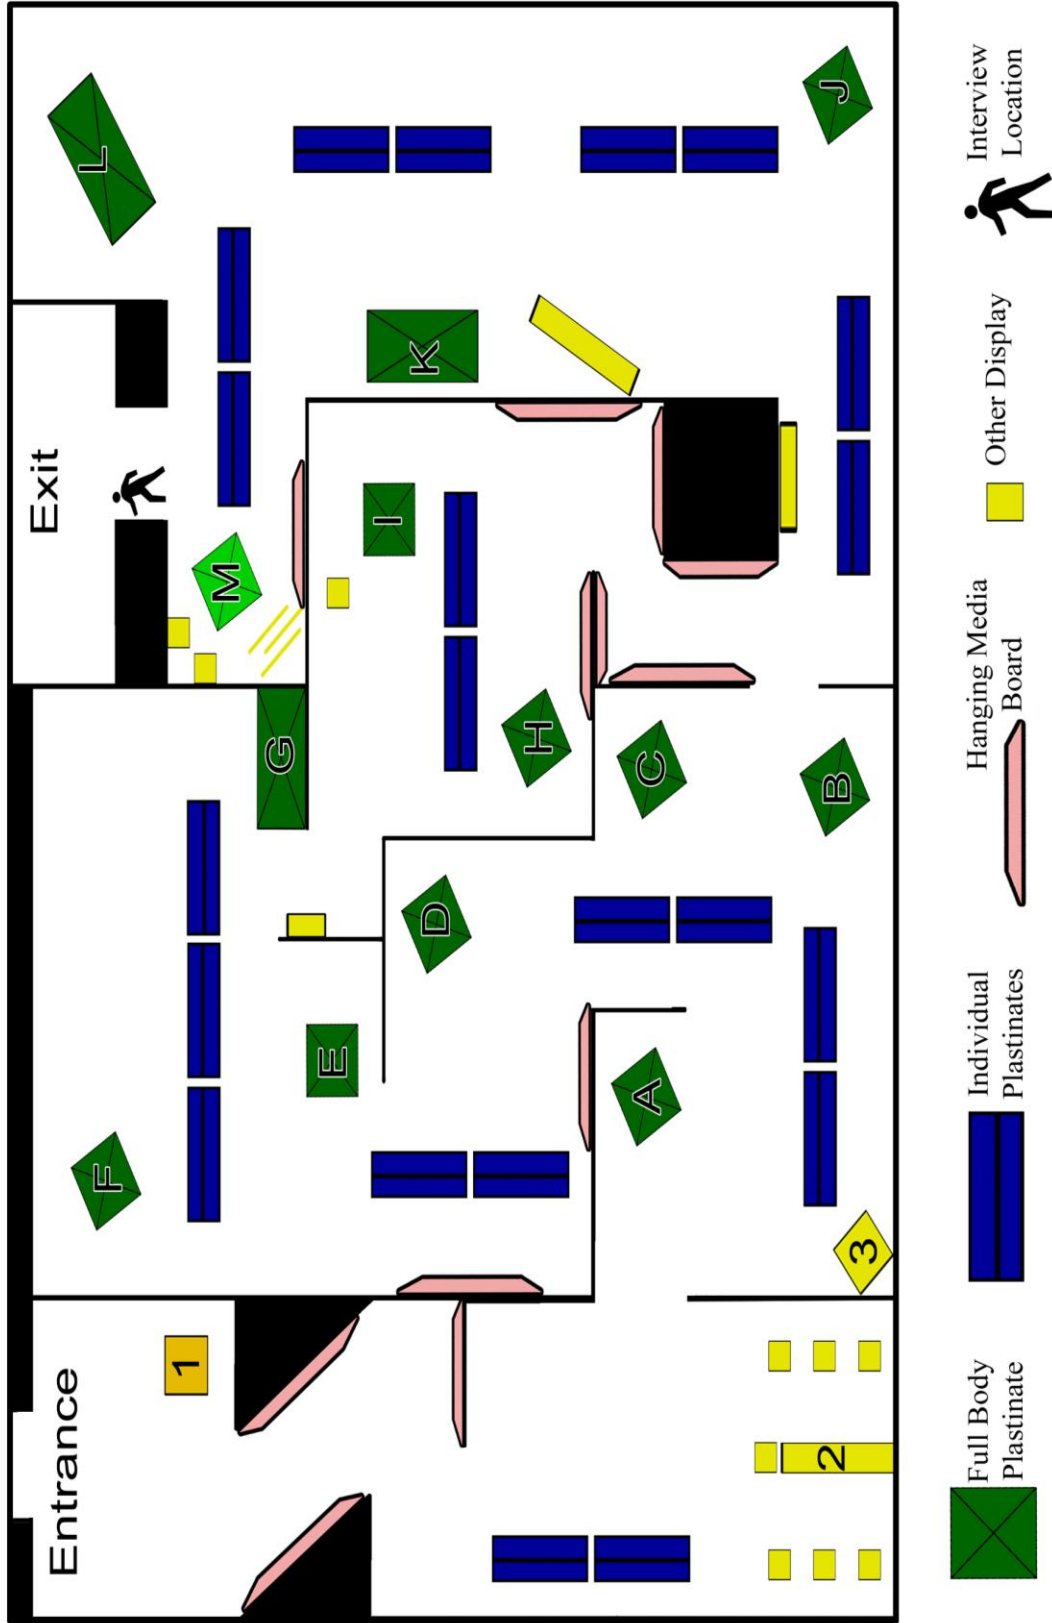 Entrance
Exit
1
2
3
A
B
C
D
E
F
G
H
I
J
K
L
M
Full Body
Plastinate
Individual
Plastinates
Hanging Media
Board
Other Display
Interview
Location